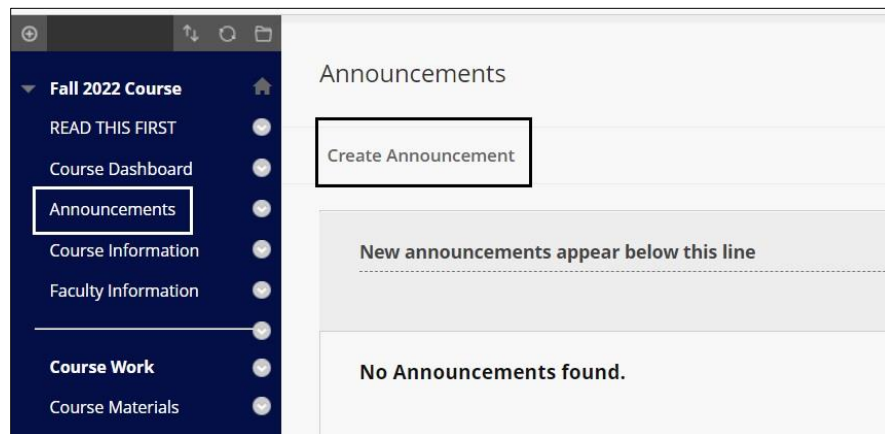 Fall 2022 Course
READ THIS FIRST
Course Dashboard
Announcements
Course Information
Faculty Information
Course Work
Course Materials
Announcements
Create Announcement
New announcements appear below this line
No Announcements found.